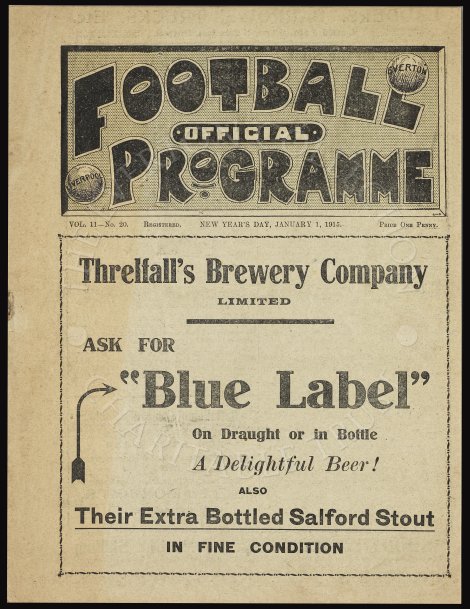 FOOTBALL
EVERTON
OFFICIAL
LIVERPOOL
PROGRAMME
VOL. 11—No. 20. REGISTERED. NEW YEAR'S DAY, JANUARY 1, 1915. PRICE ONE PENNY.
Threlfall's Brewery Company
LIMITED
ASK FOR
"Blue Label"
On Draught or in Bottle
A Delightful Beer!
ALSO
Their Extra Bottled Salford Stout
IN FINE CONDITION